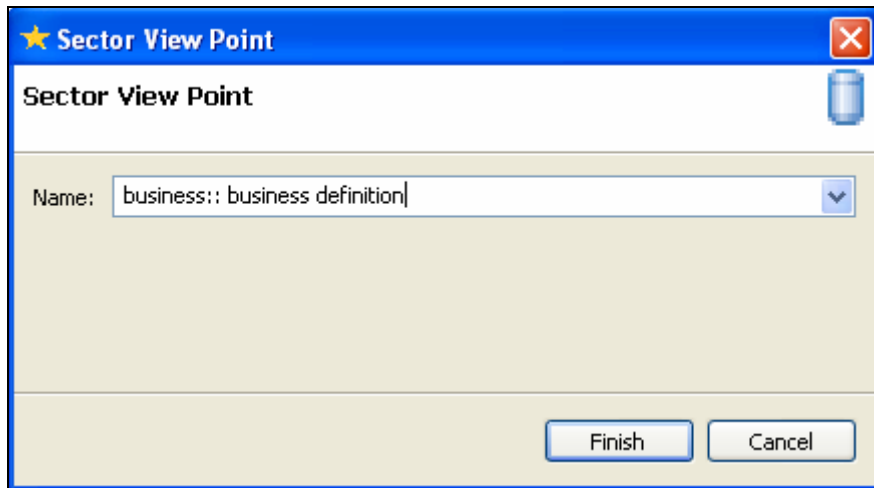 Sector View Point
Sector View Point
Name: business:: business definition
Finish Cancel